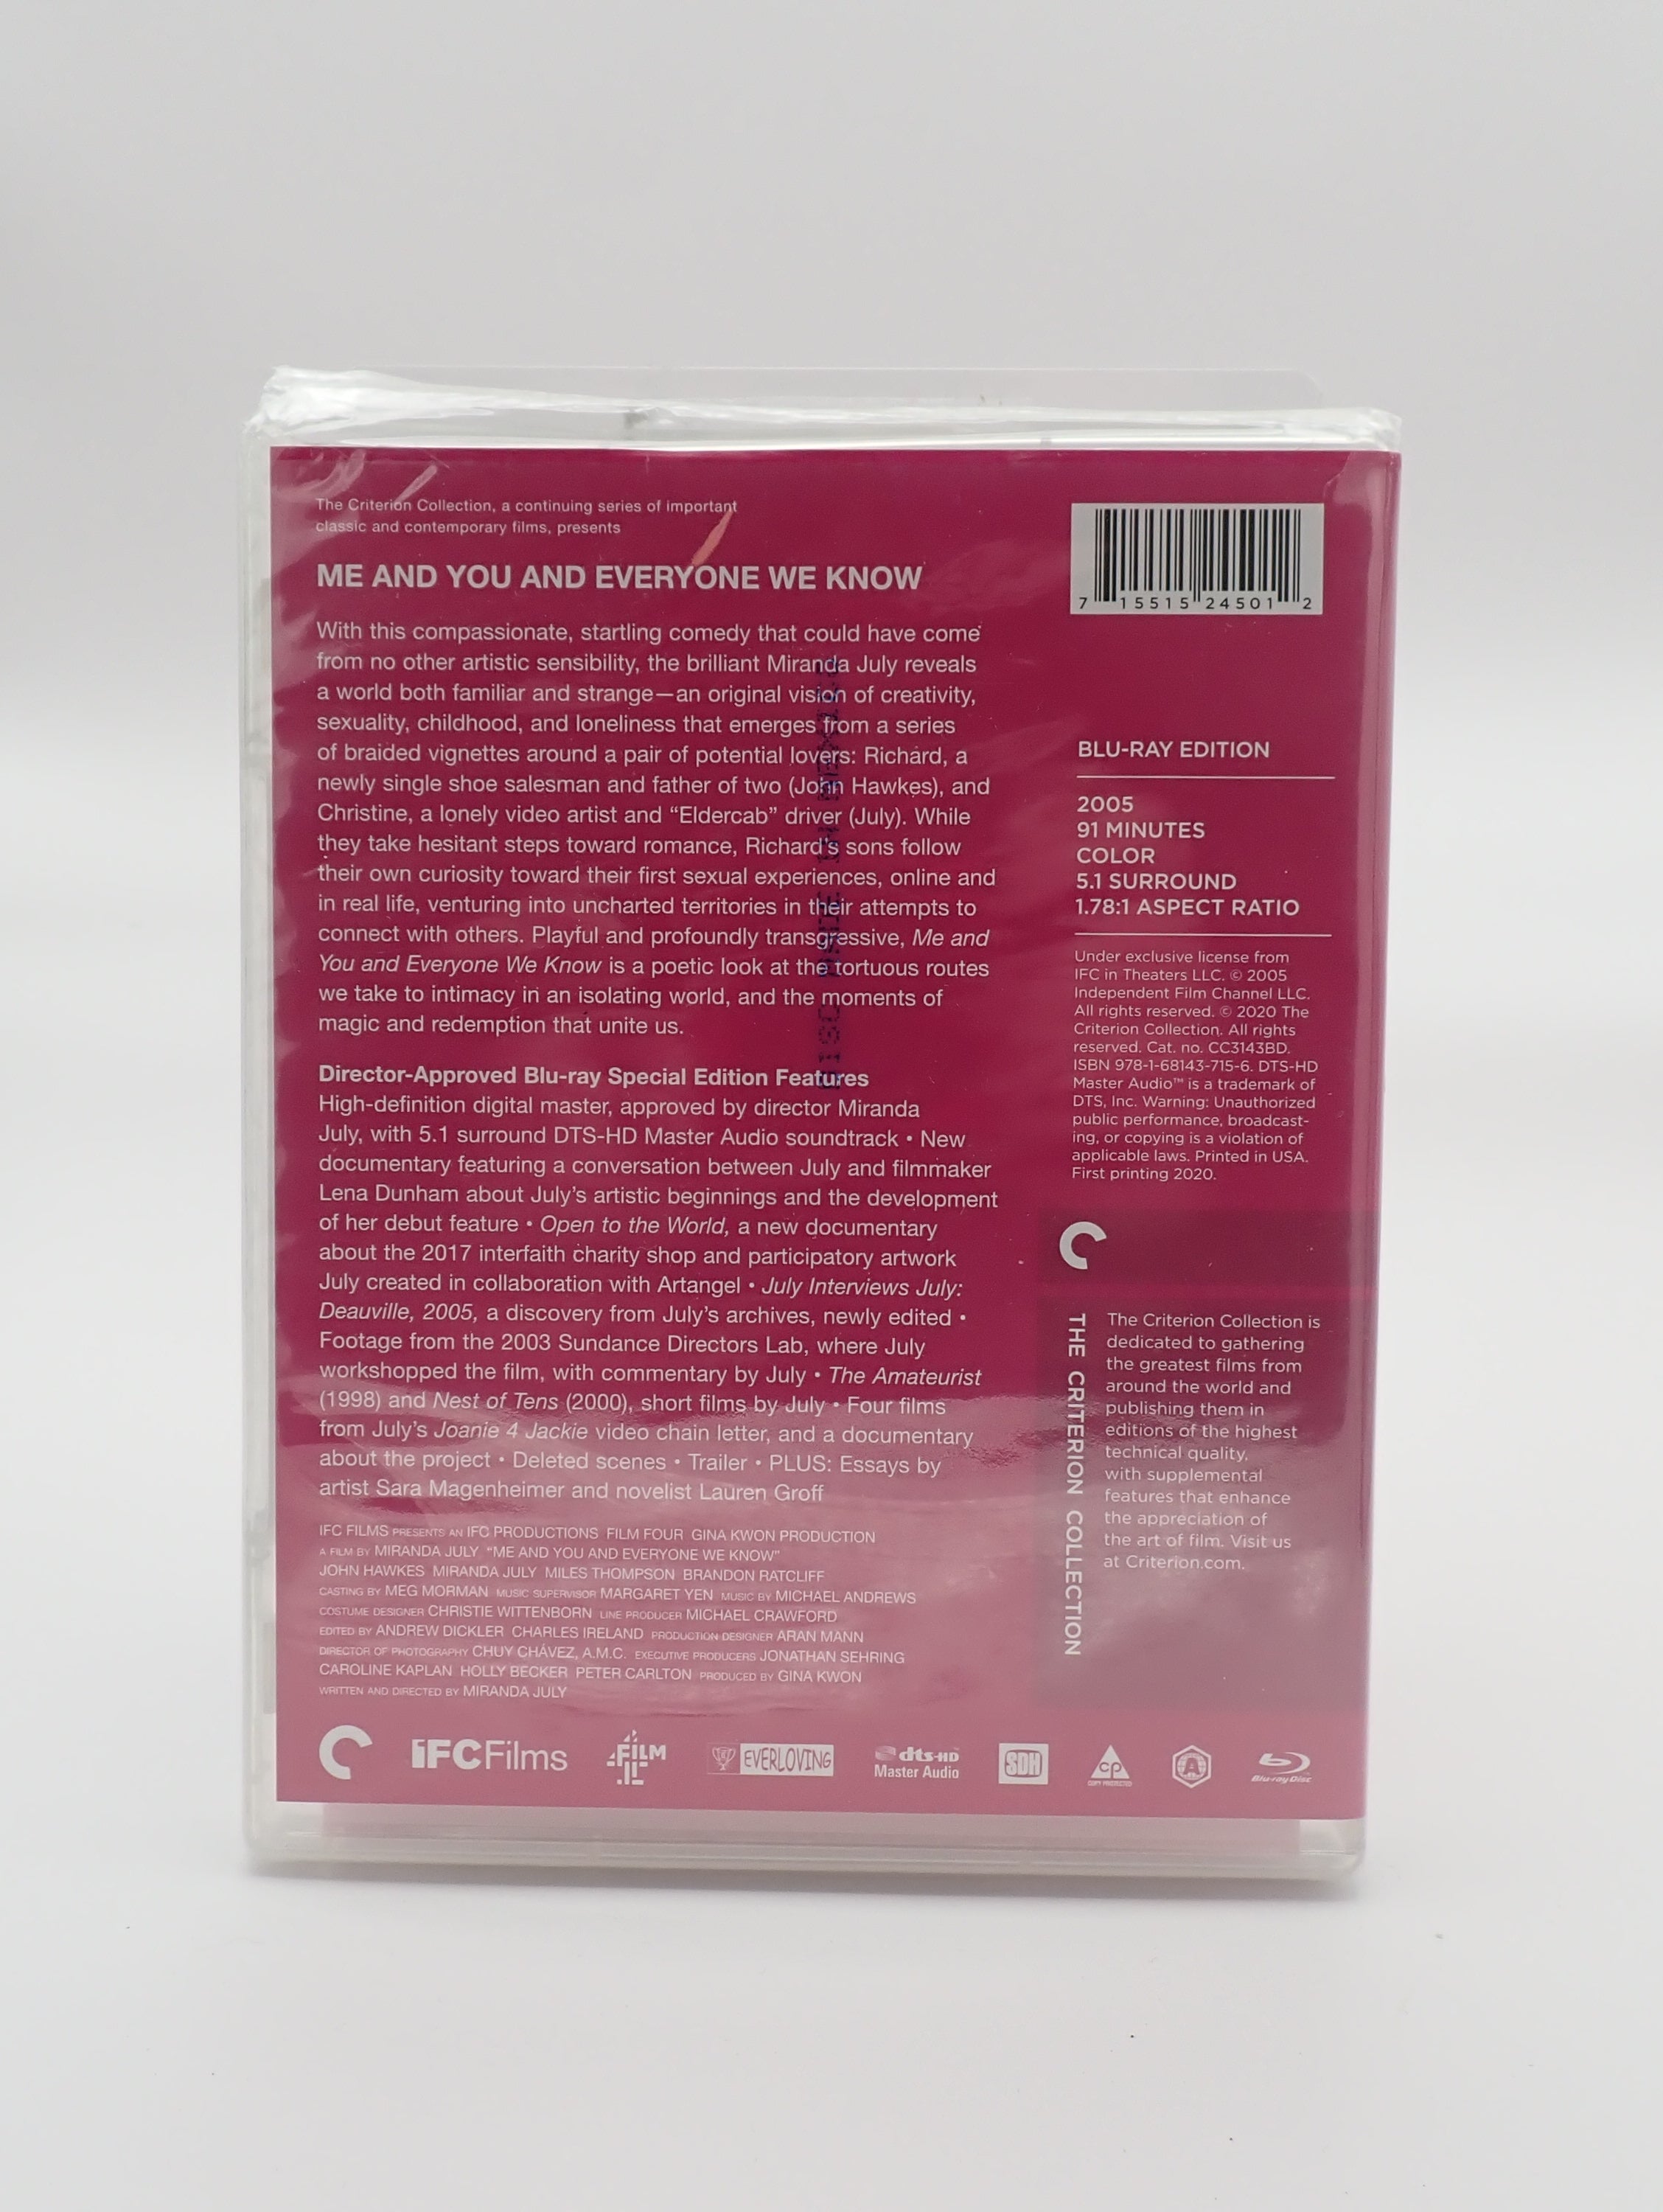 The Criterion Collection, a continuing series of important
classic and contemporary films, presents
ME AND YOU AND EVERYONE WE KNOW
With this compassionate, startling comedy that could have come
from no other artistic sensibility, the brilliant Miranda July reveals
a world both familiar and strange—an original vision of creativity,
sexuality, childhood, and loneliness that emerges from a series
of braided vignettes around a pair of potential lovers: Richard, a
newly single shoe salesman and father of two (John Hawkes), and
Christine, a lonely video artist and “Eldercab” driver (July). While
they take hesitant steps toward romance, Richard’s sons follow
their own curiosity toward their first sexual experiences, online and
in real life, venturing into uncharted territories in their attempts to
connect with others. Playful and profoundly transgressive, Me and
You and Everyone We Know is a poetic look at the tortuous routes
we take to intimacy in an isolating world, and the moments of
magic and redemption that unite us.
Director-Approved Blu-ray Special Edition Features
High-definition digital master, approved by director Miranda
July, with 5.1 surround DTS-HD Master Audio soundtrack • New
documentary featuring a conversation between July and filmmaker
Lena Dunham about July’s artistic beginnings and the development
of her debut feature • Open to the World, a new documentary
about the 2017 interfaith charity shop and participatory artwork
July created in collaboration with Artangel • July Interviews July:
Deauville, 2005, a discovery from July’s archives, newly edited •
Footage from the 2003 Sundance Directors Lab, where July
workshopped the film, with commentary by July • The Amateurist
(1998) and Nest of Tens (2000), short films by July • Four films
from July’s Joanie 4 Jackie video chain letter, and a documentary
about the project • Deleted scenes • Trailer • PLUS: Essays by
artist Sara Magenheimer and novelist Lauren Groff
IFC FILMS PRESENTS AN IFC PRODUCTIONS FILM FOUR GINA KWON PRODUCTION
A FILM BY MIRANDA JULY “ME AND YOU AND EVERYONE WE KNOW”
JOHN HAWKES MIRANDA JULY MILES THOMPSON BRANDON RATCLIFF
CASTING BY MEG MORMAN MUSIC SUPERVISOR MARGARET YEN MUSIC BY MICHAEL ANDREWS
COSTUME DESIGNER CHRISTIE WITTENBORN LINE PRODUCER MICHAEL CRAWFORD
EDITED BY ANDREW DICKLER CHARLES IRELAND PRODUCTION DESIGNER ARAN MANN
DIRECTOR OF PHOTOGRAPHY CHUY CHÁVEZ, A.M.C. EXECUTIVE PRODUCERS JONATHAN SEHRING
CAROLINE KAPLAN HOLLY BECKER PETER CARLTON PRODUCED BY GINA KWON
WRITTEN AND DIRECTED BY MIRANDA JULY
7 15515 24501 2
BLU-RAY EDITION
2005
91 MINUTES
COLOR
5.1 SURROUND
1.78:1 ASPECT RATIO
Under exclusive license from
IFC in Theaters LLC. © 2005
Independent Film Channel LLC.
All rights reserved. © 2020 The
Criterion Collection. All rights
reserved. Cat. no. CC3143BD.
ISBN 978-1-68143-715-6. DTS-HD
Master Audio™ is a trademark of
DTS, Inc. Warning: Unauthorized
public performance, broadcast-
ing, or copying is a violation of
applicable laws. Printed in USA.
First printing 2020.
THE CRITERION COLLECTION
The Criterion Collection is
dedicated to gathering
the greatest films from
around the world and
publishing them in
editions of the highest
technical quality,
with supplemental
features that enhance
the appreciation of
the art of film. Visit us
at Criterion.com.
IFC Films
4 FILM
EVERLOVING
dts-HD
Master Audio
SDH
cp
COPY PROTECTED
A
Blu-ray Disc
DISC MADE IN MEXICO